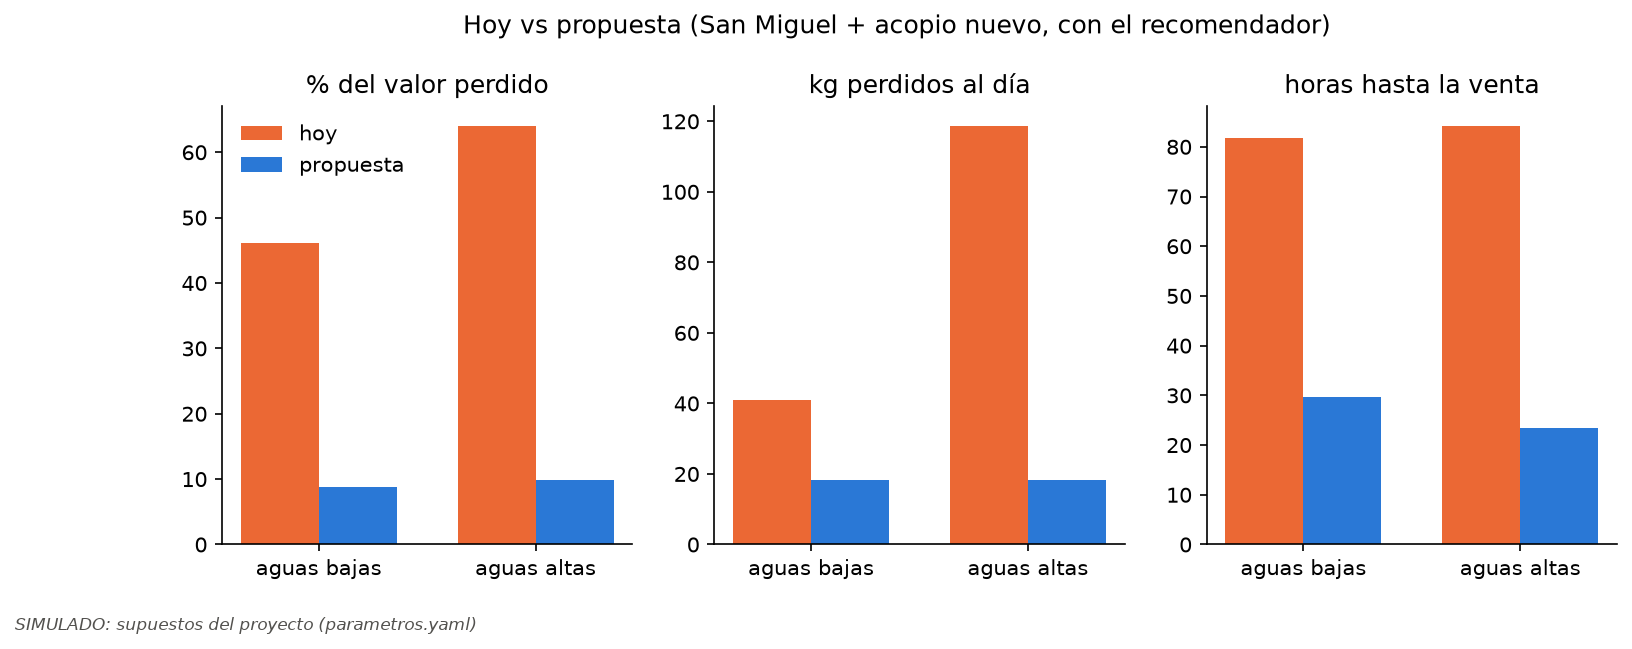 Hoy vs propuesta (San Miguel + acopio nuevo, con el recomendador)
% del valor perdido
hoy
propuesta
60
50
40
30
20
10
0
aguas bajas
aguas altas
kg perdidos al día
120
100
80
60
40
20
0
aguas bajas
aguas altas
horas hasta la venta
80
70
60
50
40
30
20
10
0
aguas bajas
aguas altas
SIMULADO: supuestos del proyecto (parametros.yaml)